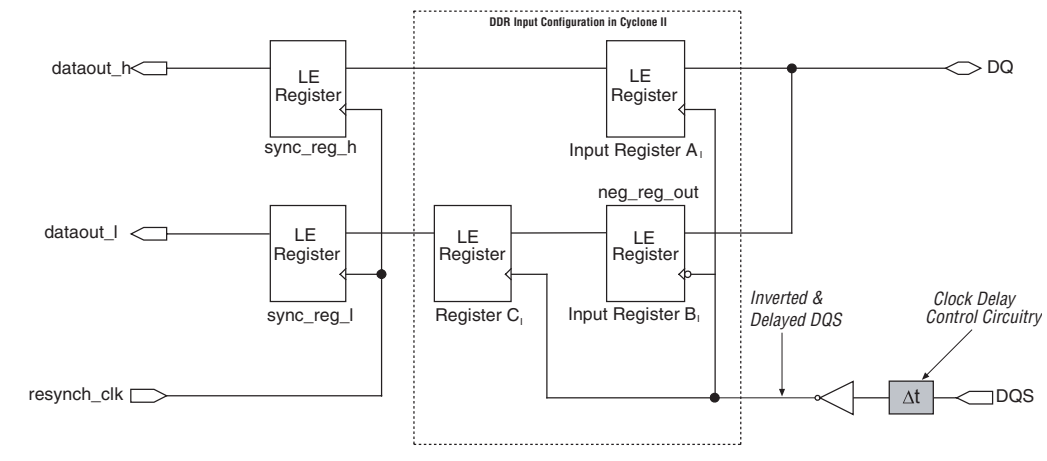 DDR Input Configuration in Cyclone II
dataout_h
LE
Register
LE
Register
DQ
sync_reg_h
Input Register A I
neg_reg_out
dataout_l
LE
Register
LE
Register
LE
Register
sync_reg_l
Register C I
Input Register B I
Inverted &
Delayed DQS
Clock Delay
Control Circuitry
resynch_clk
Δt
DQS